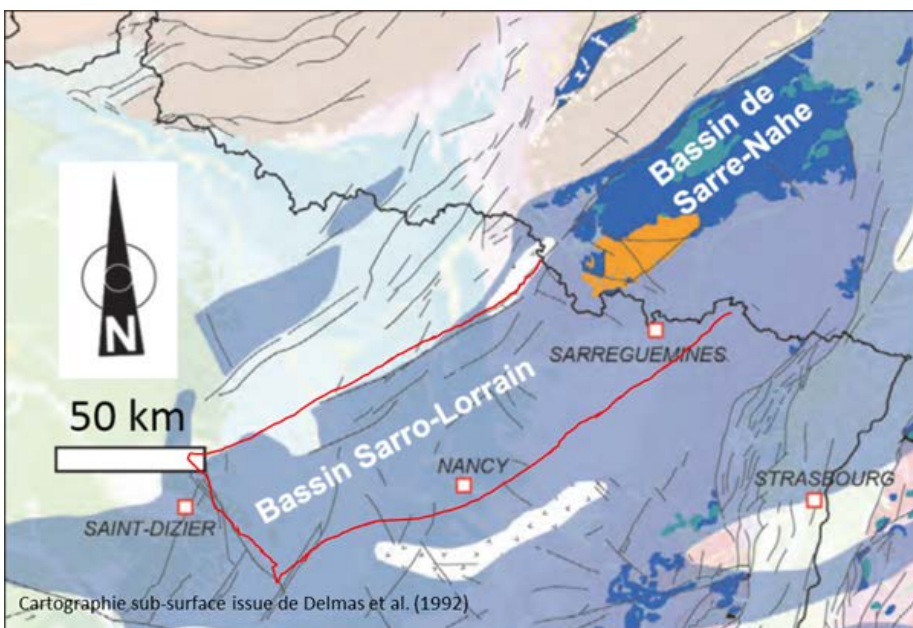 Bassin de
Sarre-Nahe
N
SARREGUEMINES
50 km
Bassin Sarro-Lorrain
NANCY
STRASBOURG
SAINT-DIZIER
Cartographie sub-surface issue de Delmas et al. (1992)